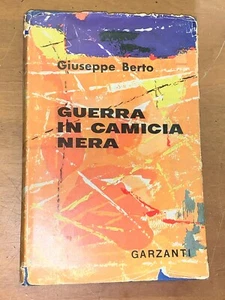 Giuseppe Berto
GUERRA
IN CAMICIA
NERA
GARZANTI